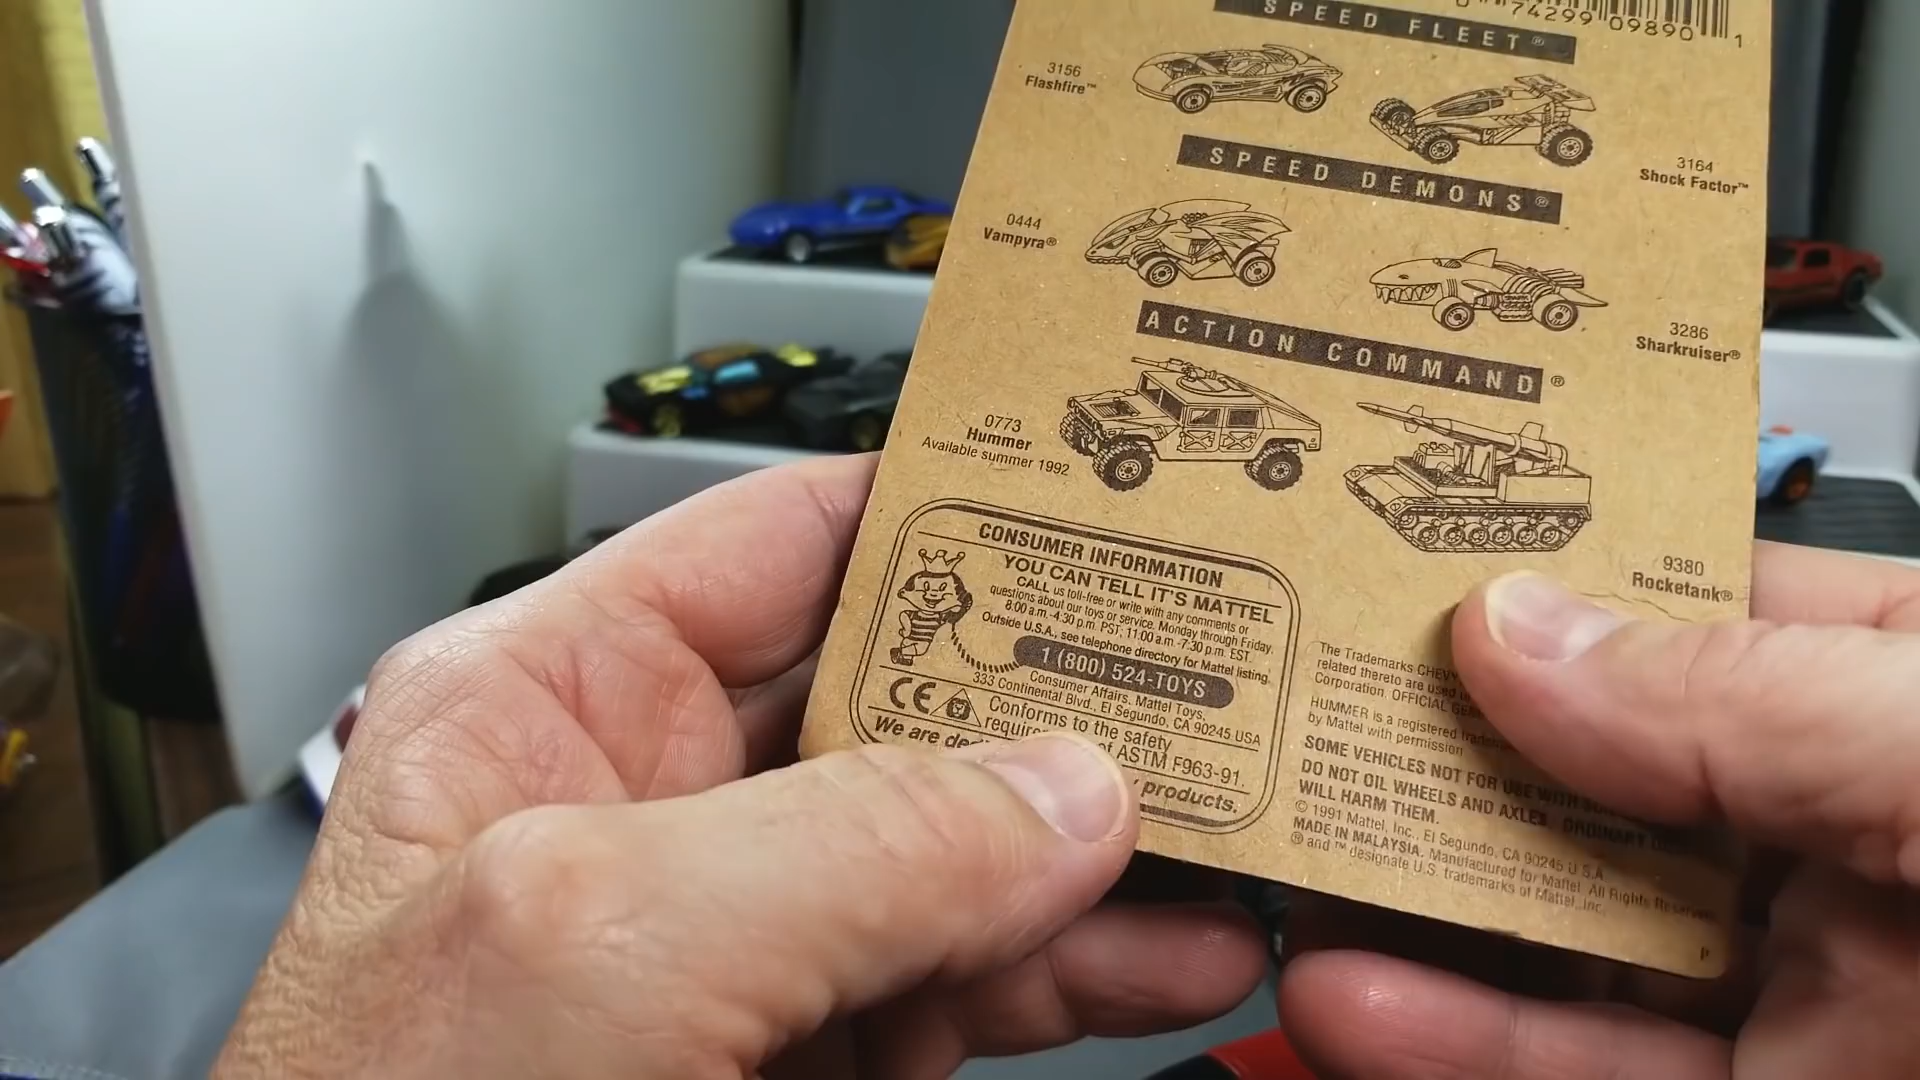 74299 09890 1
SPEED FLEET®
3156
Flashfire™
3164
Shock Factor™
SPEED DEMONS®
0444
Vampyra®
3286
Sharkruiser®
ACTION COMMAND®
0773
Hummer
Available summer 1992
9380
Rocketank®
CONSUMER INFORMATION
YOU CAN TELL IT'S MATTEL
CALL us toll-free or write with any comments or
questions about our toys or service. Monday through Friday.
8:00 a.m.-4:30 p.m. PST; 11:00 a.m.-7:30 p.m. EST.
Outside U.S.A., see telephone directory for Mattel listing.
1 (800) 524-TOYS
Consumer Affairs, Mattel Toys,
333 Continental Blvd., El Segundo, CA 90245 USA
CE
Conforms to the safety
of ASTM F963-91.
We are
products.
The Trademarks CHEVY
related thereto are used
Corporation. OFFICIAL
HUMMER is a registered
by Mattel with permission
SOME VEHICLES NOT FOR USE WITH
DO NOT OIL WHEELS AND AXLES ORDINARY
WILL HARM THEM.
© 1991 Mattel, Inc., El Segundo, CA 90245 U.S.A.
MADE IN MALAYSIA. Manufactured for Mattel. All Rights Reserved
® and ™ designate U.S. trademarks of Mattel, Inc.